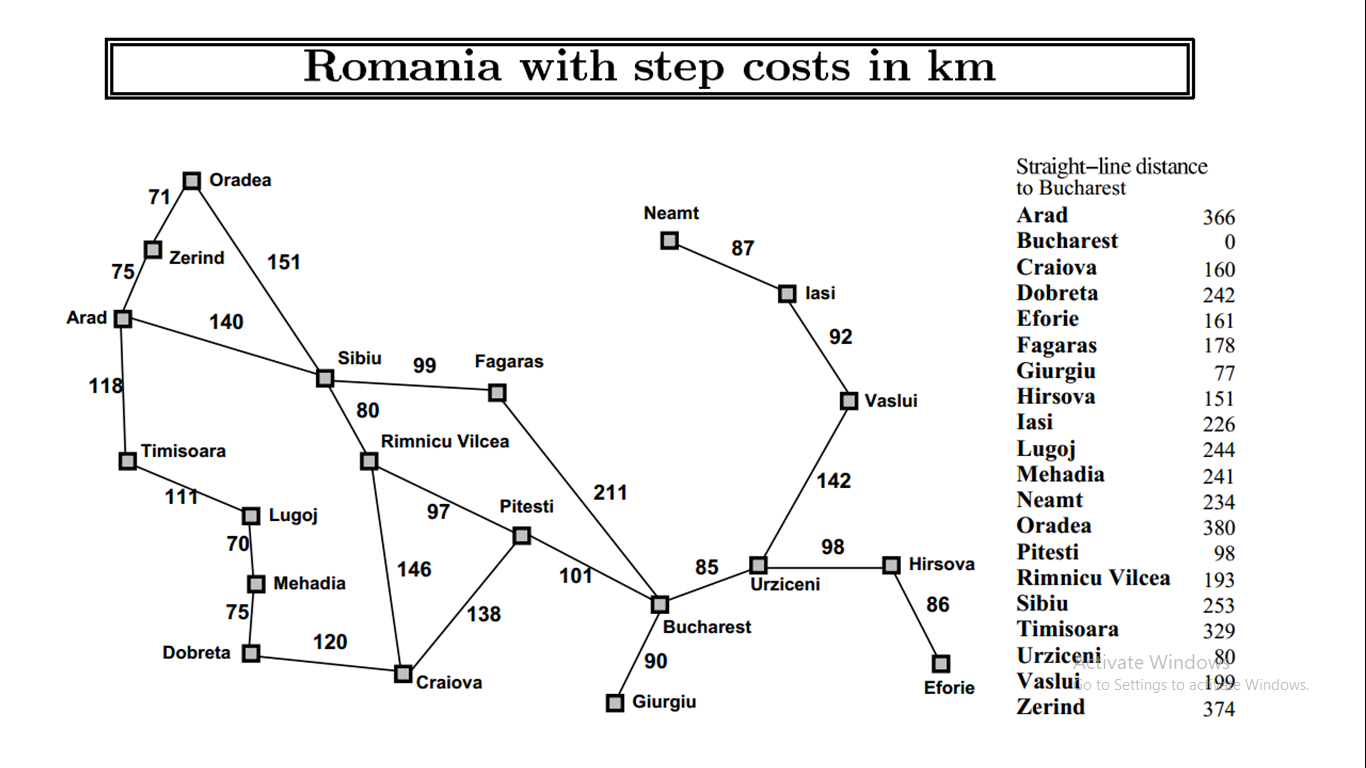 Romania with step costs in km
Oradea
71
Neamt
Zerind
87
151
75
Iasi
Arad
140
92
Sibiu
99
Fagaras
118
80
Vaslui
Rimnicu Vilcea
Timisoara
142
211
111
97
Pitesti
Lugoj
70
98
Hirsova
146
101
85
Mehadia
Urziceni
75
138
86
120
Bucharest
Dobreta
90
Craiova
Eforie
Giurgiu
Straight–line distance
to Bucharest
Arad 366
Bucharest 0
Craiova 160
Dobreta 242
Eforie 161
Fagaras 178
Giurgiu 77
Hirsova 151
Iasi 226
Lugoj 244
Mehadia 241
Neamt 234
Oradea 380
Pitesti 98
Rimnicu Vilcea 193
Sibiu 253
Timisoara 329
Urziceni 80
Vaslui 199
Zerind 374
Activate Windows
Go to Settings to activate Windows.